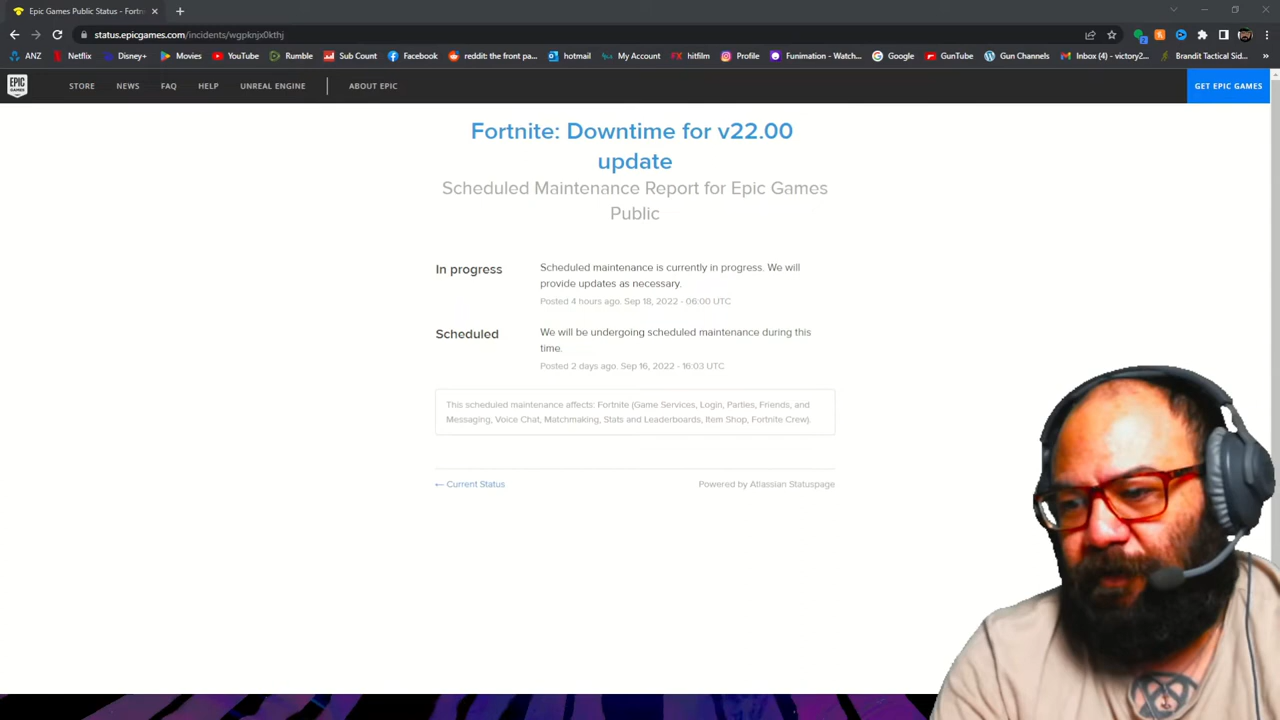 Epic Games Public Status - Fortn
status.epicgames.com/incidents/wgpknjx0kthj
ANZ Netflix Disney+ Movies YouTube Rumble Sub Count Facebook reddit: the front pa... hotmail My Account hitfilm Profile Funimation - Watch... Google GunTube Gun Channels Inbox (4) - victory2... Brandit Tactical Sid...
EPIC GAMES STORE NEWS FAQ HELP UNREAL ENGINE ABOUT EPIC GET EPIC GAMES
Fortnite: Downtime for v22.00
update
Scheduled Maintenance Report for Epic Games
Public
In progress
Scheduled maintenance is currently in progress. We will
provide updates as necessary.
Posted 4 hours ago. Sep 18, 2022 - 06:00 UTC
Scheduled
We will be undergoing scheduled maintenance during this
time.
Posted 2 days ago. Sep 16, 2022 - 16:03 UTC
This scheduled maintenance affects: Fortnite (Game Services, Login, Parties, Friends, and
Messaging, Voice Chat, Matchmaking, Stats and Leaderboards, Item Shop, Fortnite Crew).
← Current Status
Powered by Atlassian Statuspage